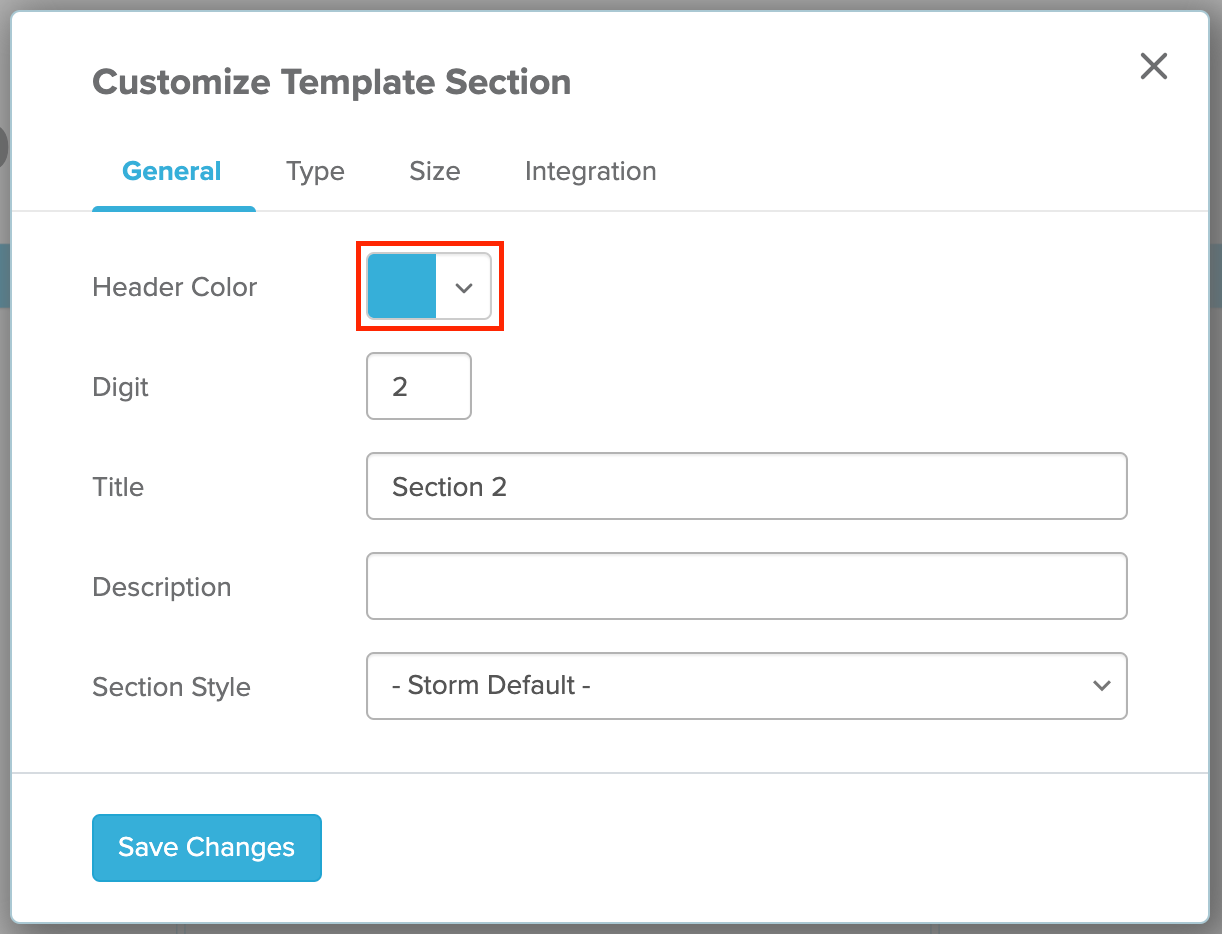 Customize Template Section
General Type Size Integration
Header Color
Digit 2
Title Section 2
Description
Section Style - Storm Default -
Save Changes